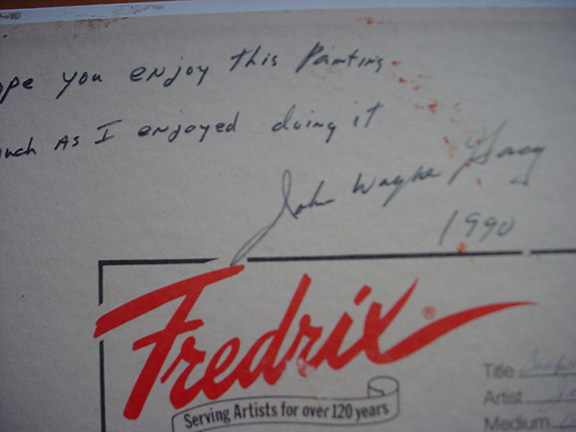 ope you enjoy this Painting
uch As I enjoyed doing it
John Wayne Gacy
1990
Fredrix®
Serving Artists for over 120 years
Title
Artist
Medium